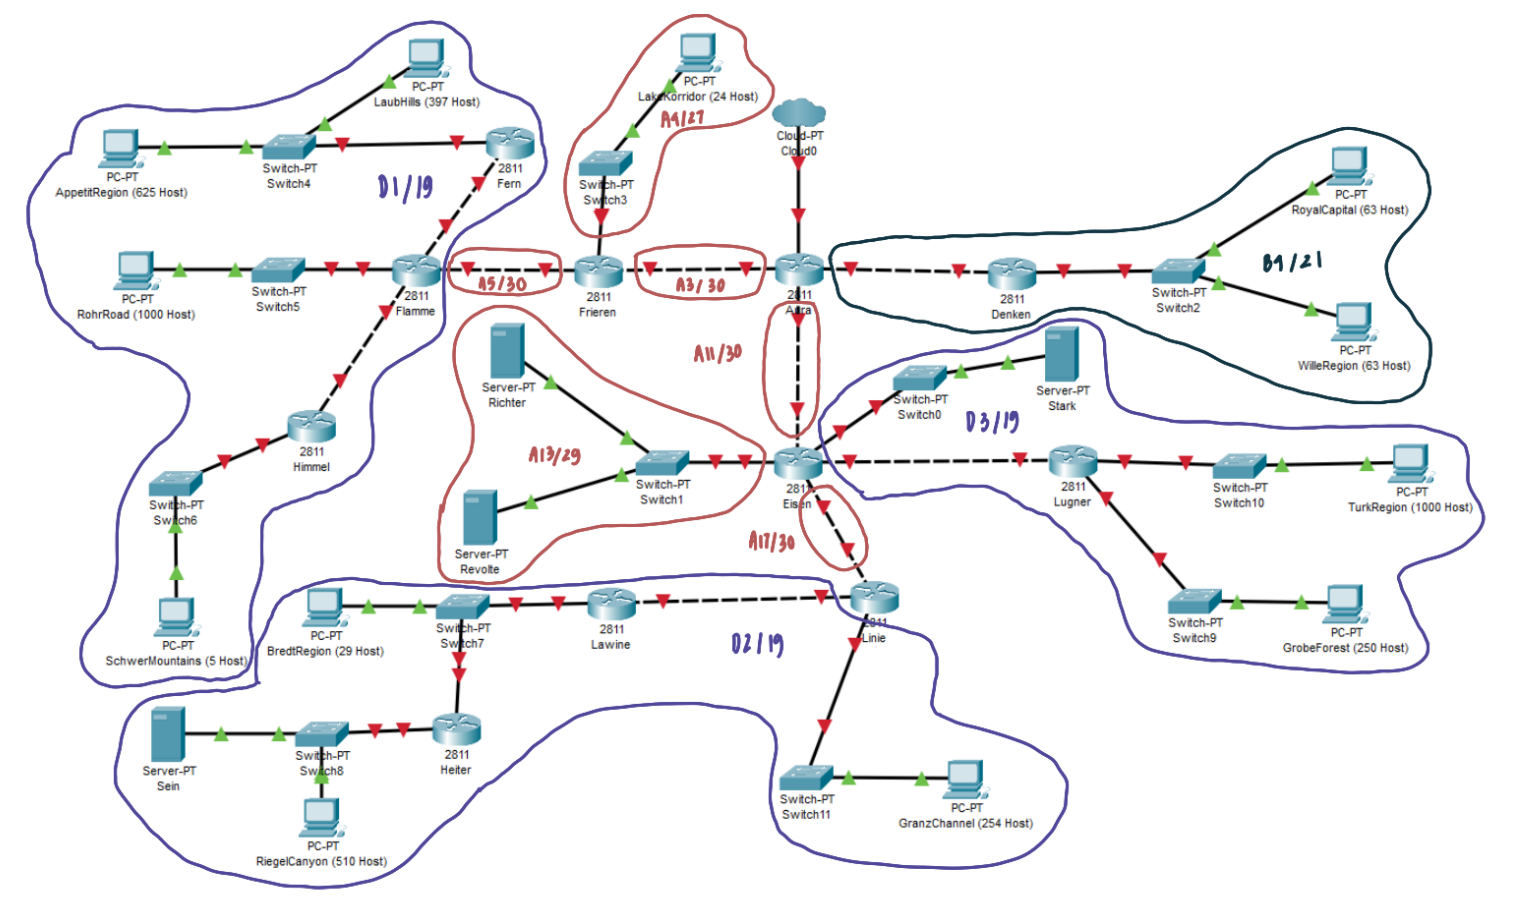 PC-PT
LaubHills (397 Host)
PC-PT
AppetitRegion (625 Host)
Switch-PT
Switch4
2811
Fern
D1/19
PC-PT
RohrRoad (1000 Host)
Switch-PT
Switch5
2811
Flamme
2811
Himmel
Switch-PT
Switch6
PC-PT
SchwerMountains (5 Host)
PC-PT
LakeKorridor (24 Host)
A4/27
Switch-PT
Switch3
A5/30
2811
Frieren
A3/30
Cloud-PT
Cloud0
2811
Aura
A11/30
2811
Denken
Switch-PT
Switch2
PC-PT
RoyalCapital (63 Host)
B9/21
PC-PT
WilleRegion (63 Host)
Server-PT
Richter
A13/29
Switch-PT
Switch1
Server-PT
Revolte
2811
Eisen
A17/30
Switch-PT
Switch0
Server-PT
Stark
D3/19
2811
Lugner
Switch-PT
Switch10
PC-PT
TurkRegion (1000 Host)
Switch-PT
Switch9
PC-PT
GrobeForest (250 Host)
PC-PT
BredtRegion (29 Host)
Switch-PT
Switch7
2811
Lawine
D2/19
2811
Linie
Server-PT
Sein
Switch-PT
Switch8
2811
Heiter
PC-PT
RiegelCanyon (510 Host)
Switch-PT
Switch11
PC-PT
GranzChannel (254 Host)